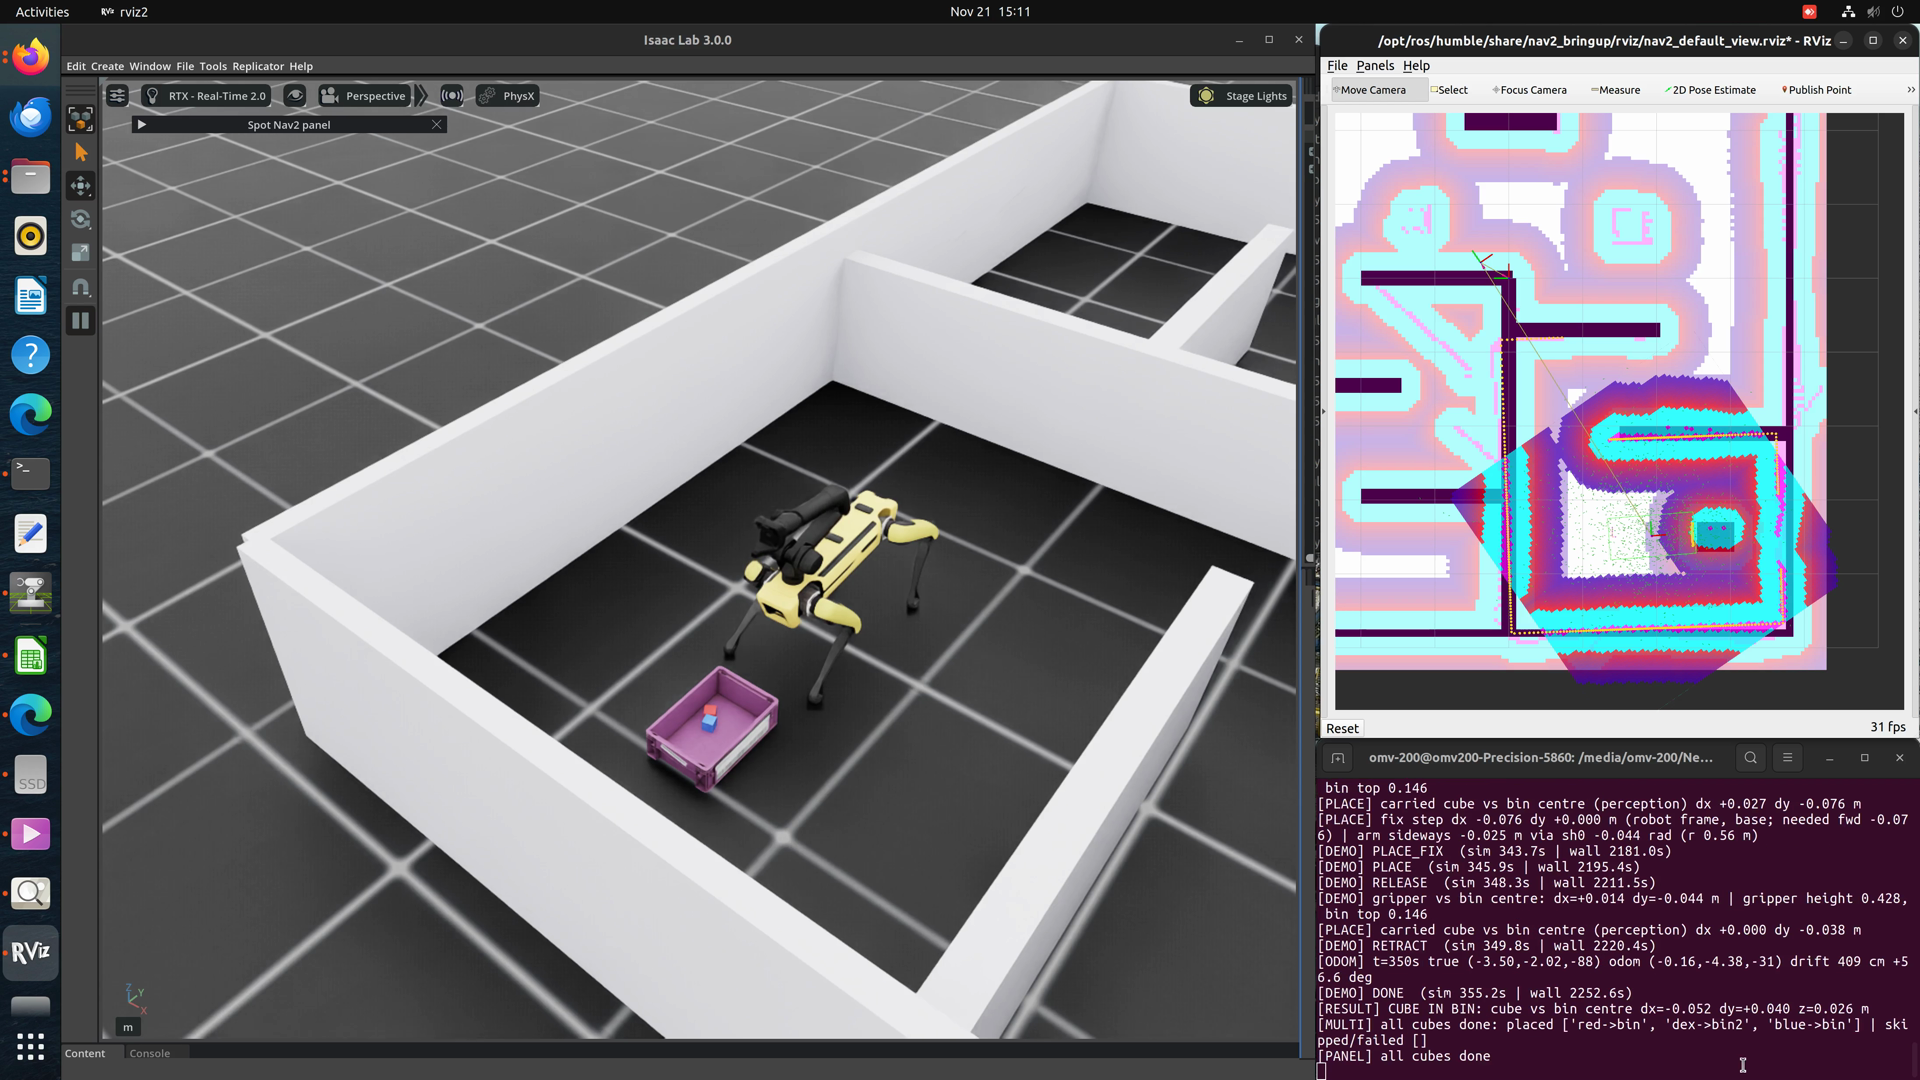 Activities
rviz2
Nov 21 15:11
Isaac Lab 3.0.0
Edit Create Window File Tools Replicator Help
RTX - Real-Time 2.0
Perspective
PhysX
Stage Lights
Spot Nav2 panel
Z
Y
X
m
Content
Console
SSD
RViz
/opt/ros/humble/share/nav2_bringup/rviz/nav2_default_view.rviz* - RViz
File Panels Help
Move Camera
Select
Focus Camera
Measure
2D Pose Estimate
Publish Point
Reset
31 fps
omv-200@omv200-Precision-5860: /media/omv-200/Ne...
bin top 0.146
[PLACE] carried cube vs bin centre (perception) dx +0.027 dy -0.076 m
[PLACE] fix step dx -0.076 dy +0.000 m (robot frame, base; needed fwd -0.07
6) | arm sideways -0.025 m via sh0 -0.044 rad (r 0.56 m)
[DEMO] PLACE_FIX (sim 343.7s | wall 2181.0s)
[DEMO] PLACE (sim 345.9s | wall 2195.4s)
[DEMO] RELEASE (sim 348.3s | wall 2211.5s)
[DEMO] gripper vs bin centre: dx=+0.014 dy=-0.044 m | gripper height 0.428,
bin top 0.146
[PLACE] carried cube vs bin centre (perception) dx +0.000 dy -0.038 m
[DEMO] RETRACT (sim 349.8s | wall 2220.4s)
[ODOM] t=350s true (-3.50,-2.02,-88) odom (-0.16,-4.38,-31) drift 409 cm +5
6.6 deg
[DEMO] DONE (sim 355.2s | wall 2252.6s)
[RESULT] CUBE IN BIN: cube vs bin centre dx=-0.052 dy=+0.040 z=0.026 m
[MULTI] all cubes done: placed ['red->bin', 'dex->bin2', 'blue->bin'] | ski
pped/failed []
[PANEL] all cubes done